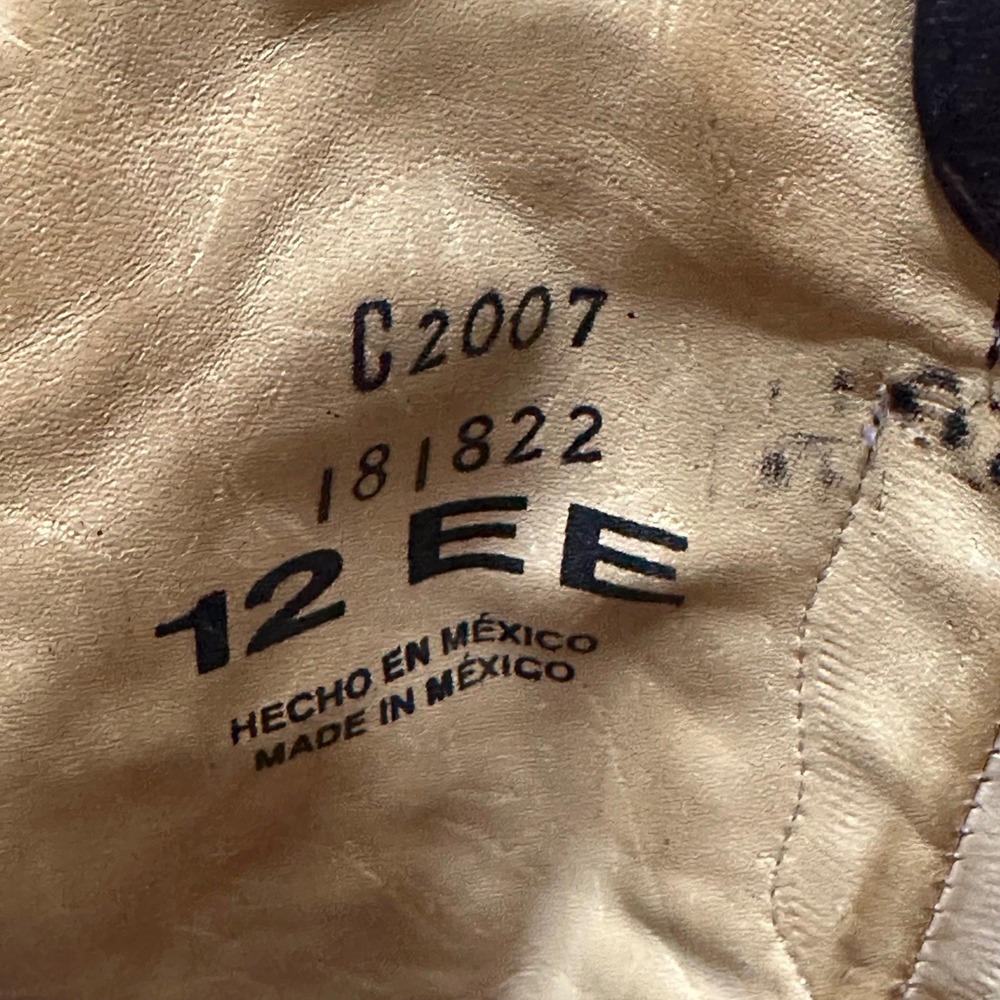 C2007
181822
12 EE
HECHO EN MÉXICO
MADE IN MÉXICO